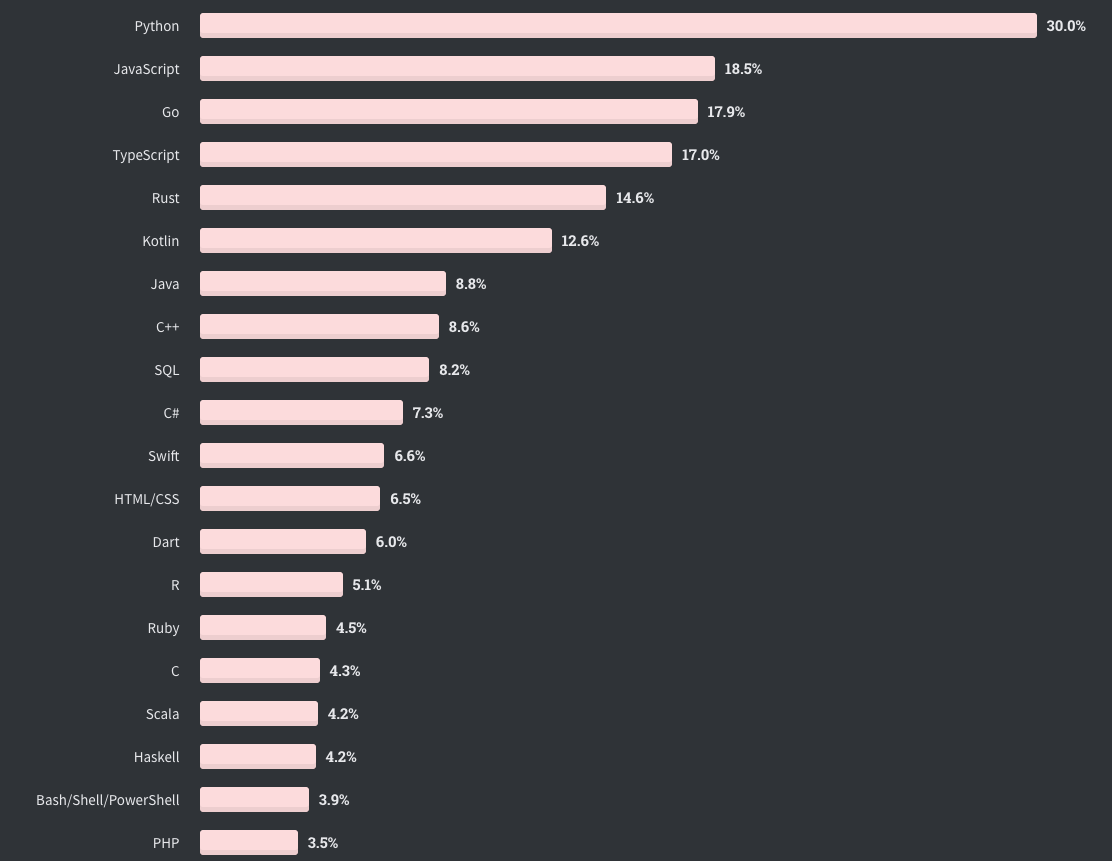 Python 30.0%
JavaScript 18.5%
Go 17.9%
TypeScript 17.0%
Rust 14.6%
Kotlin 12.6%
Java 8.8%
C++ 8.6%
SQL 8.2%
C# 7.3%
Swift 6.6%
HTML/CSS 6.5%
Dart 6.0%
R 5.1%
Ruby 4.5%
C 4.3%
Scala 4.2%
Haskell 4.2%
Bash/Shell/PowerShell 3.9%
PHP 3.5%